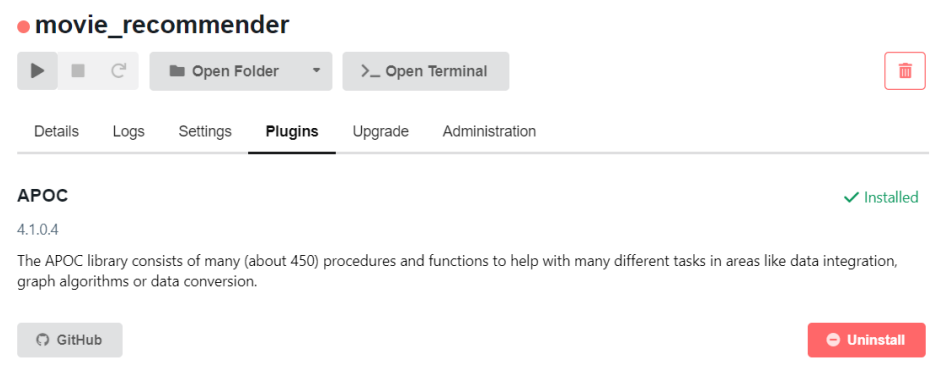 movie_recommender
Open Folder
Open Terminal
Details Logs Settings Plugins Upgrade Administration
APOC
Installed
4.1.0.4
The APOC library consists of many (about 450) procedures and functions to help with many different tasks in areas like data integration,
graph algorithms or data conversion.
GitHub
Uninstall